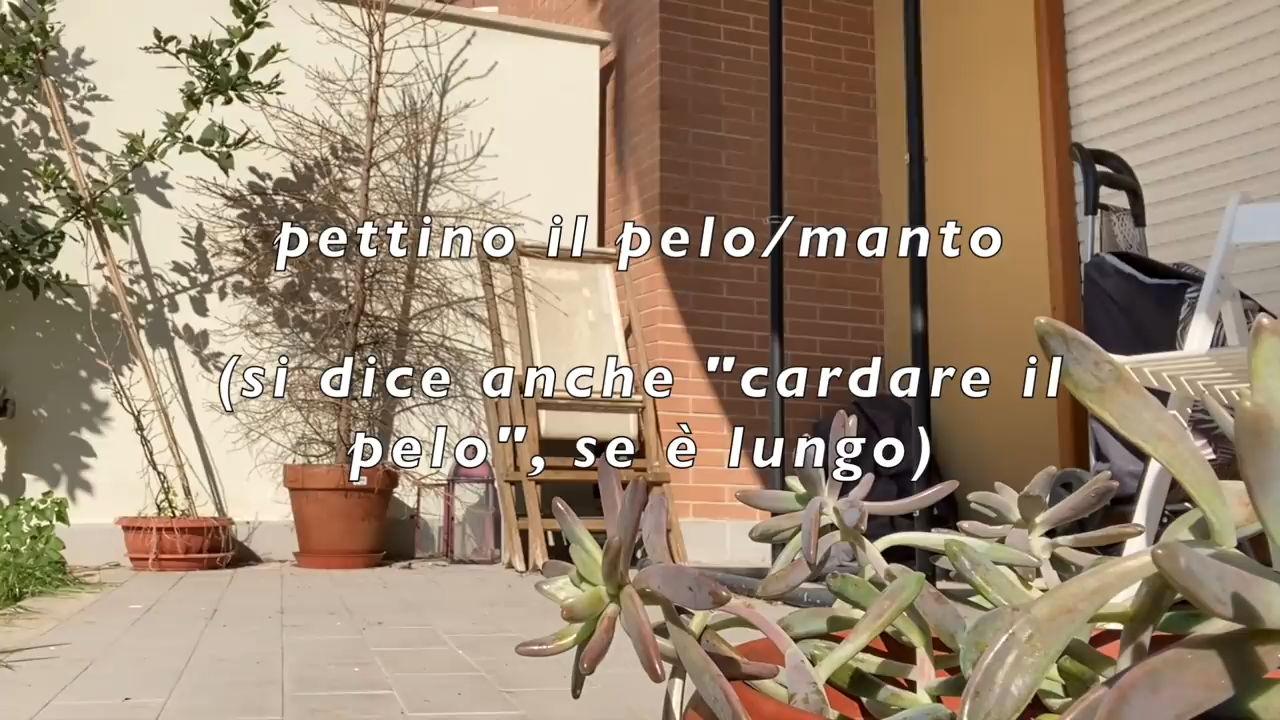 pettino il pelo/manto
(si dice anche "cardare il
pelo", se è lungo)